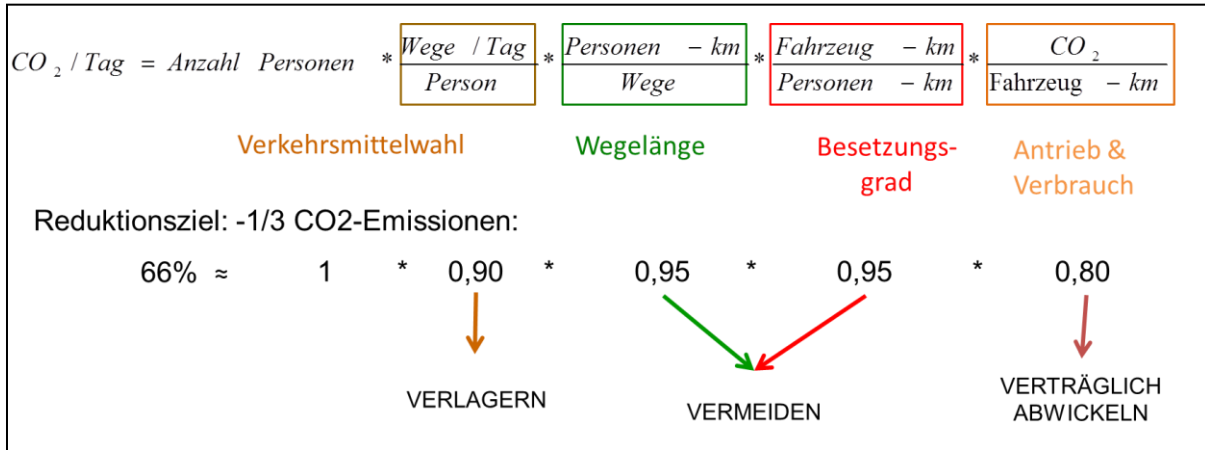 CO₂ / Tag = Anzahl Personen * Wege / Tag / Person * Personen - km / Wege * Fahrzeug - km / Personen - km * CO₂ / Fahrzeug - km
Verkehrsmittelwahl Wegelänge Besetzungs- Antrieb &
grad Verbrauch
Reduktionsziel: -1/3 CO2-Emissionen:
66% ≈ 1 * 0,90 * 0,95 * 0,95 * 0,80
VERLAGERN VERMEIDEN VERTRÄGLICH
ABWICKELN